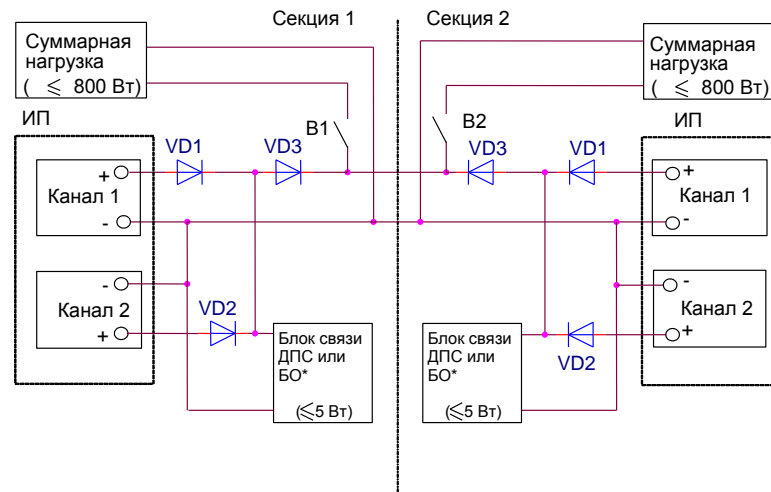 Секция 1
Секция 2
Суммарная
нагрузка
( ⩽ 800 Вт)
Суммарная
нагрузка
( ⩽ 800 Вт)
ИП
В1
В2
ИП
VD1
VD3
VD3
VD1
+
Канал 1
-
+
Канал 1
-
-
Канал 2
+
VD2
-
Канал 2
+
VD2
Блок связи
ДПС или
БО*
(⩽5 Вт)
Блок связи
ДПС или
БО*
(⩽5 Вт)